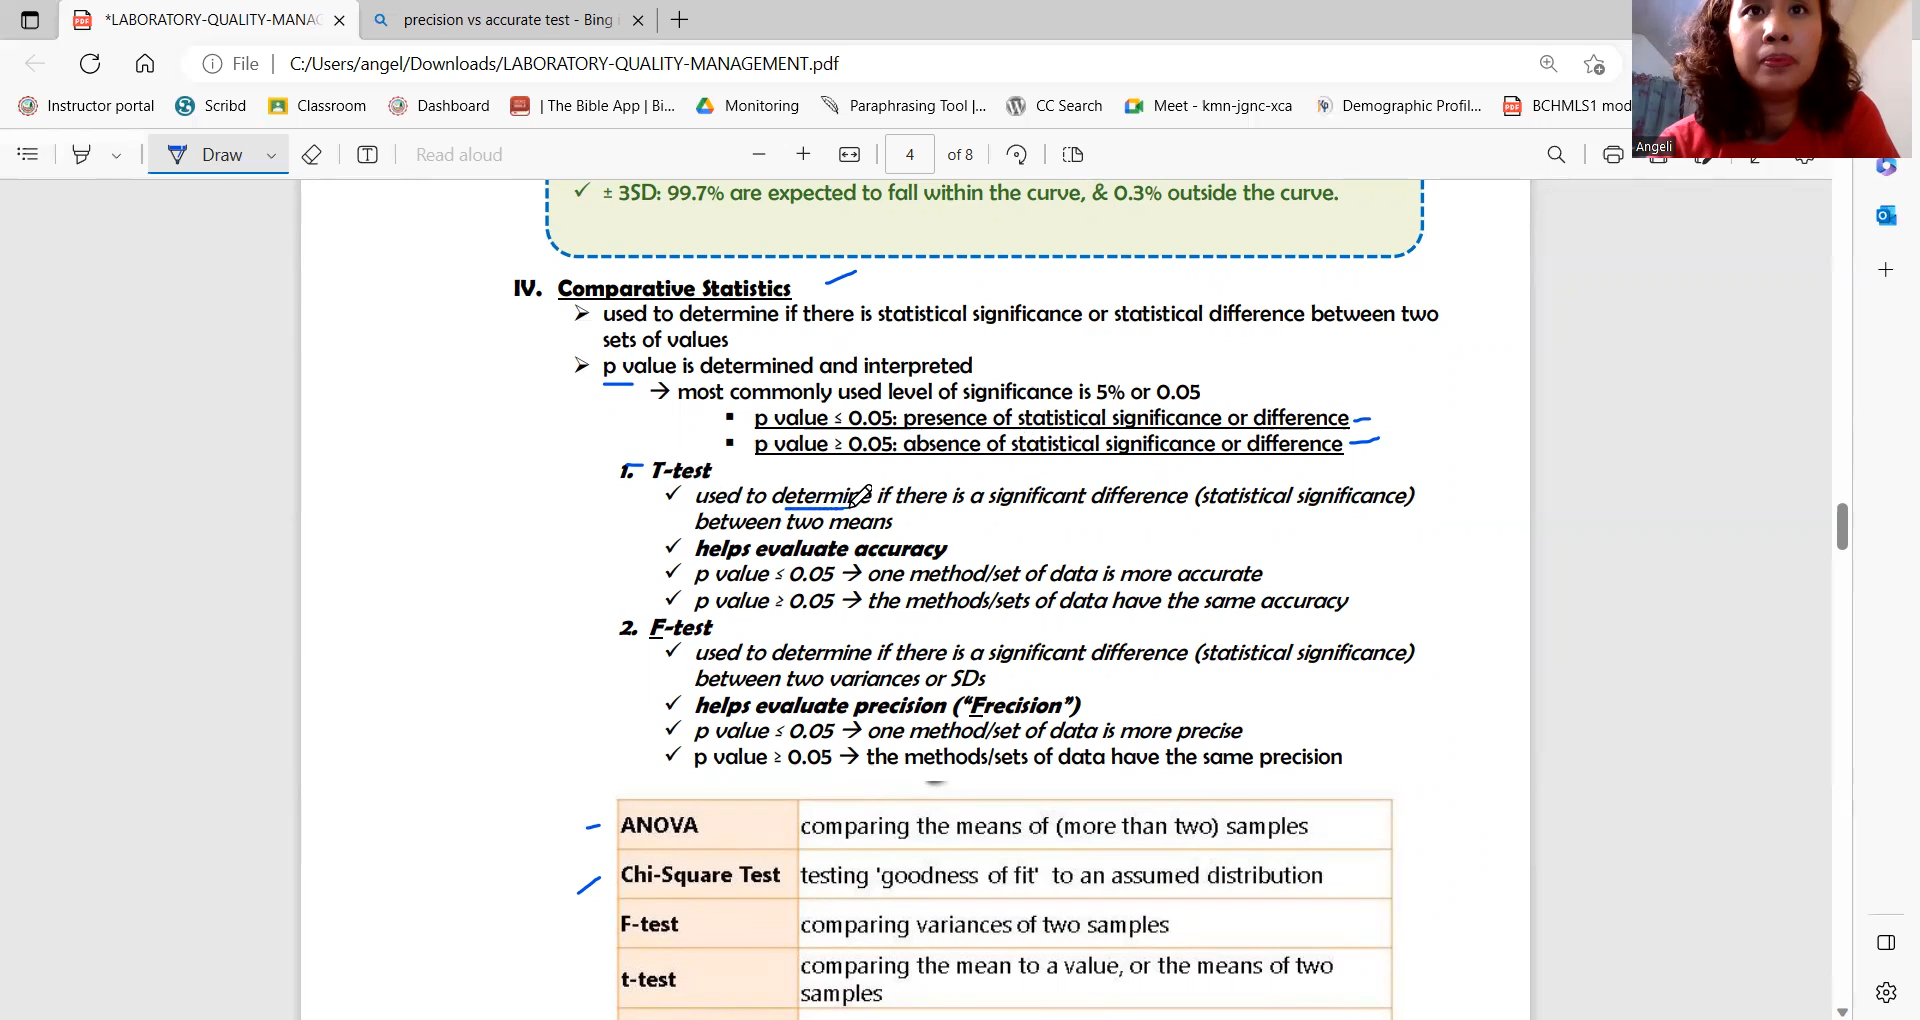 *LABORATORY-QUALITY-MANAG
precision vs accurate test - Bing i
File
C:/Users/angel/Downloads/LABORATORY-QUALITY-MANAGEMENT.pdf
Instructor portal
Scribd
Classroom
Dashboard
| The Bible App | Bi...
Monitoring
Paraphrasing Tool |...
CC Search
Meet - kmn-jgnc-xca
Demographic Profil...
BCHMLS1 mod
Angeli
Draw
Read aloud
4
of 8
✓ ± 3SD: 99.7% are expected to fall within the curve, & 0.3% outside the curve.
IV. Comparative Statistics
➢ used to determine if there is statistical significance or statistical difference between two
sets of values
➢ p value is determined and interpreted
→ most commonly used level of significance is 5% or 0.05
▪ p value ≤ 0.05: presence of statistical significance or difference
▪ p value ≥ 0.05: absence of statistical significance or difference
1. T-test
✓ used to determine if there is a significant difference (statistical significance)
between two means
✓ helps evaluate accuracy
✓ p value ≤ 0.05 → one method/set of data is more accurate
✓ p value ≥ 0.05 → the methods/sets of data have the same accuracy
2. F-test
✓ used to determine if there is a significant difference (statistical significance)
between two variances or SDs
✓ helps evaluate precision (“Frecision”)
✓ p value ≤ 0.05 → one method/set of data is more precise
✓ p value ≥ 0.05 → the methods/sets of data have the same precision
ANOVA
comparing the means of (more than two) samples
Chi-Square Test
testing 'goodness of fit' to an assumed distribution
F-test
comparing variances of two samples
t-test
comparing the mean to a value, or the means of two
samples